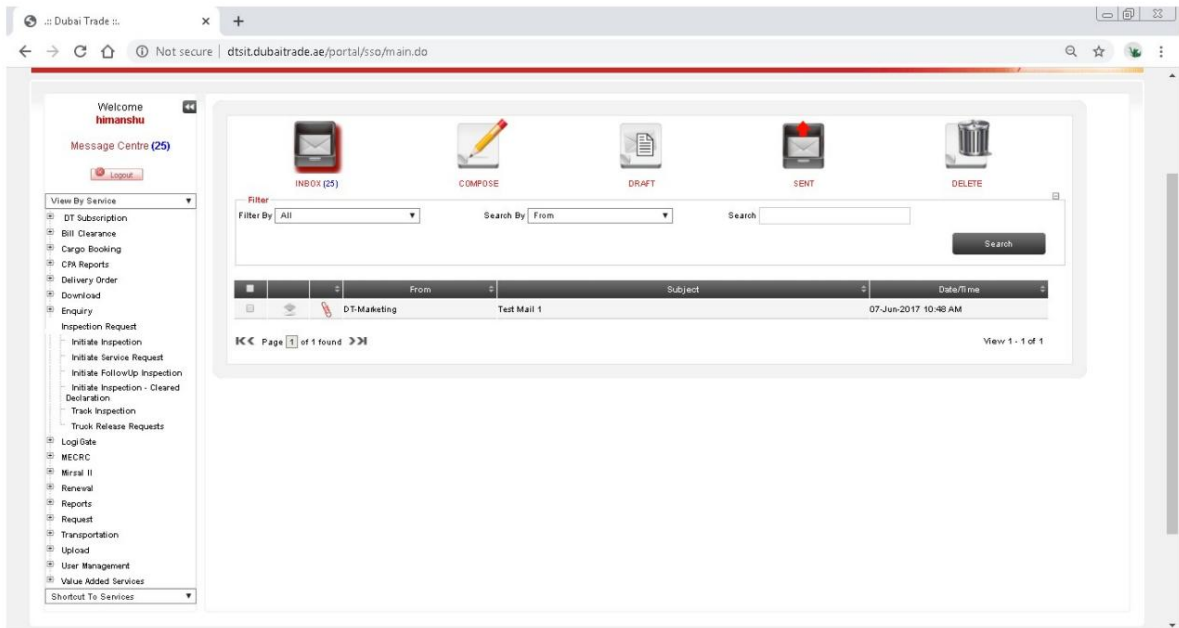 .:: Dubai Trade ::.
Not secure | dtsit.dubaitrade.ae/portal/sso/main.do
Welcome
himanshu
Message Centre (25)
Logout
View By Service
DT Subscription
Bill Clearance
Cargo Booking
CPA Reports
Delivery Order
Download
Enquiry
Inspection Request
Initiate Inspection
Initiate Service Request
Initiate FollowUp Inspection
Initiate Inspection - Cleared
Declaration
Track Inspection
Truck Release Requests
LogiGate
MECRC
Mirsal II
Renewal
Reports
Request
Transportation
Upload
User Management
Value Added Services
Shortcut To Services
INBOX (25) COMPOSE DRAFT SENT DELETE
Filter
Filter By All Search By From Search
Search
From Subject Date/Time
DT-Marketing Test Mail 1 07-Jun-2017 10:48 AM
Page 1 of 1 found View 1 - 1 of 1